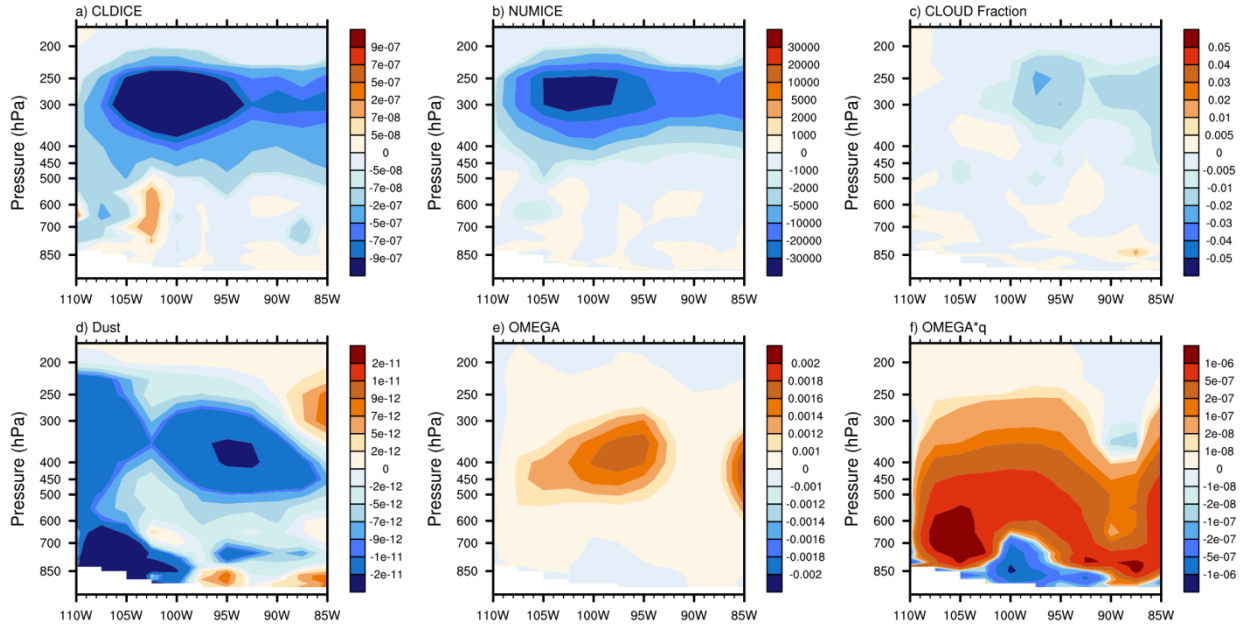 a) CLDICE
Pressure (hPa)
200
250
300
400
450
500
600
700
850
110W 105W 100W 95W 90W 85W
9e-07
7e-07
5e-07
2e-07
7e-08
5e-08
0
-5e-08
-7e-08
-2e-07
-5e-07
-7e-07
-9e-07
b) NUMICE
Pressure (hPa)
200
250
300
400
450
500
600
700
850
110W 105W 100W 95W 90W 85W
30000
20000
10000
5000
2000
1000
0
-1000
-2000
-5000
-10000
-20000
-30000
c) CLOUD Fraction
Pressure (hPa)
200
250
300
400
450
500
600
700
850
110W 105W 100W 95W 90W 85W
0.05
0.04
0.03
0.02
0.01
0.005
0
-0.005
-0.01
-0.02
-0.03
-0.04
-0.05
d) Dust
Pressure (hPa)
200
250
300
400
450
500
600
700
850
110W 105W 100W 95W 90W 85W
2e-11
1e-11
9e-12
7e-12
5e-12
2e-12
0
-2e-12
-5e-12
-7e-12
-9e-12
-1e-11
-2e-11
e) OMEGA
Pressure (hPa)
200
250
300
400
450
500
600
700
850
110W 105W 100W 95W 90W 85W
0.002
0.0018
0.0016
0.0014
0.0012
0.001
0
-0.001
-0.0012
-0.0014
-0.0016
-0.0018
-0.002
f) OMEGA*q
Pressure (hPa)
200
250
300
400
450
500
600
700
850
110W 105W 100W 95W 90W 85W
1e-06
5e-07
2e-07
1e-07
2e-08
1e-08
0
-1e-08
-2e-08
-1e-07
-2e-07
-5e-07
-1e-06